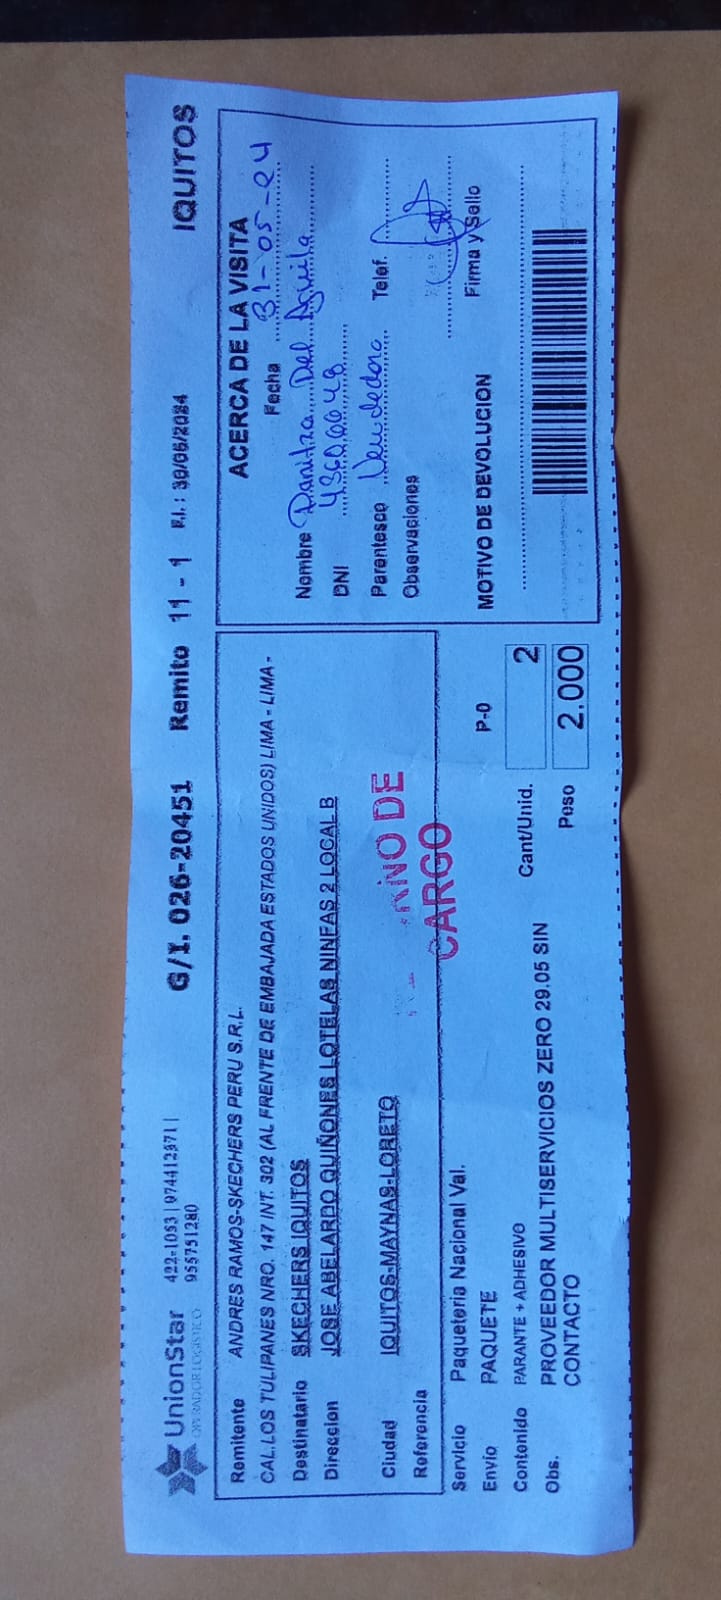 UnionStar
OPERADOR LOGÍSTICO
422-1053 | 974412371 |
955751280
G/I. 026-20451 Remito 11 - 1 F.I.: 30/05/2024 IQUITOS
Remitente ANDRES RAMOS-SKECHERS PERU S.R.L.
CAL.LOS TULIPANES NRO. 147 INT. 302 (AL FRENTE DE EMBAJADA ESTADOS UNIDOS) LIMA - LIMA -
Destinatario SKECHERS IQUITOS
Direccion JOSE ABELARDO QUIÑONES LOTELAS NINFAS 2 LOCAL B
Ciudad IQUITOS-MAYNAS-LORETO
Referencia
CARGO
Servicio Paqueteria Nacional Val.
Envio PAQUETE P-0
Contenido PARANTE + ADHESIVO Cant/Unid. 2
Obs. PROVEEDOR MULTISERVICIOS ZERO 29.05 SIN CONTACTO
Peso 2.000
ACERCA DE LA VISITA
Fecha 31-05-24
Nombre Danitza Del Aguila
DNI 43606648
Parentesco Vendedora Telef.
Observaciones
Firma y Sello
MOTIVO DE DEVOLUCION